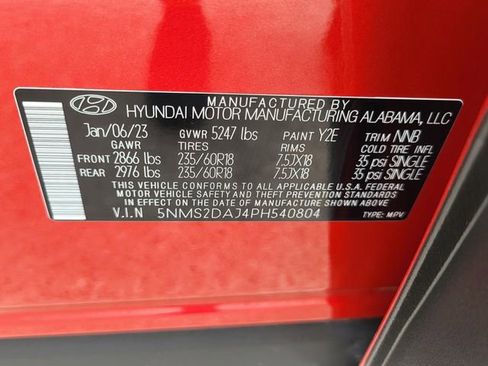 MANUFACTURED BY
HYUNDAI MOTOR MANUFACTURING ALABAMA, LLC
Jan/06/23 GVWR 5247 lbs PAINT Y2E TRIM NNB
GAWR TIRES RIMS COLD TIRE INFL
FRONT 2866 lbs 235/60R18 7.5JX18 35 psi SINGLE
REAR 2976 lbs 235/60R18 7.5JX18 35 psi SINGLE
THIS VEHICLE CONFORMS TO ALL APPLICABLE U.S.A. FEDERAL
MOTOR VEHICLE SAFETY AND THEFT PREVENTION STANDARDS
IN EFFECT ON THE DATE OF MANUFACTURE SHOWN ABOVE.
V.I.N 5NMS2DAJ4PH540804 TYPE: MPV